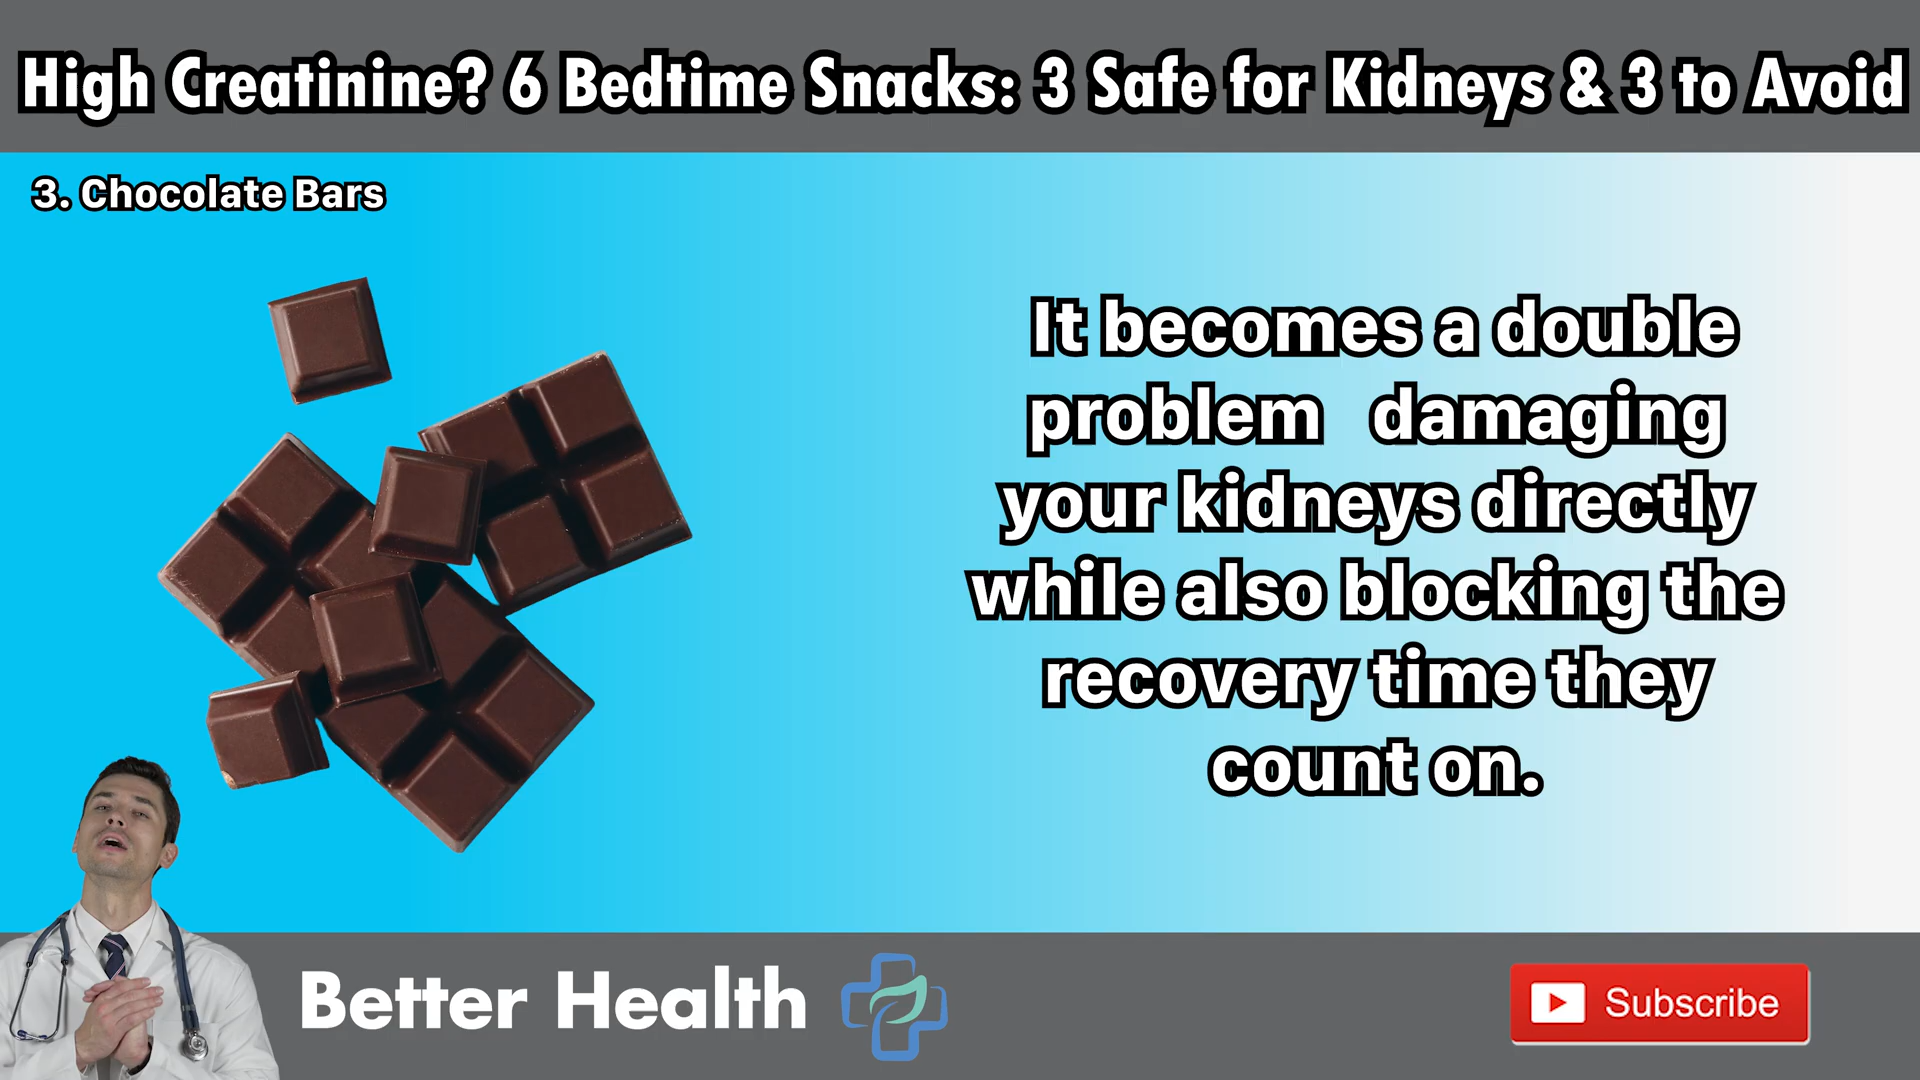 High Creatinine? 6 Bedtime Snacks: 3 Safe for Kidneys & 3 to Avoid
3. Chocolate Bars
It becomes a double
problem damaging
your kidneys directly
while also blocking the
recovery time they
count on.
Better Health
Subscribe